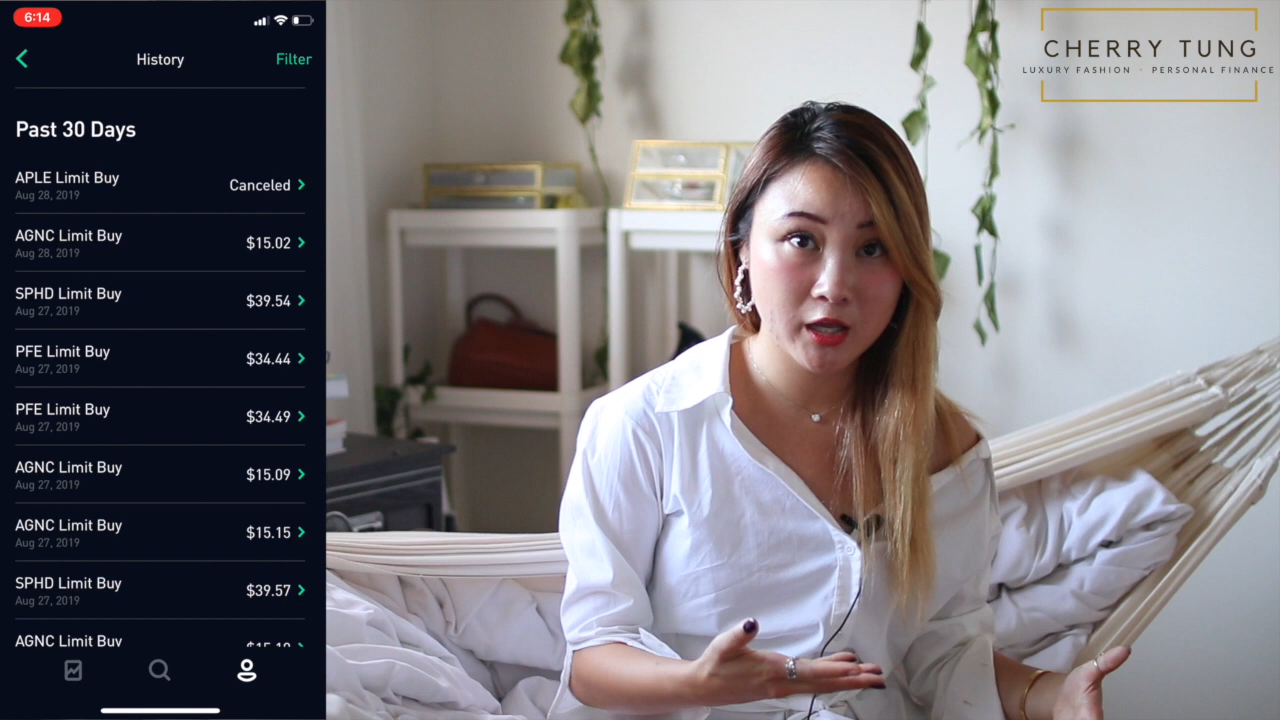 6:14
History
Filter
Past 30 Days
APLE Limit Buy
Aug 28, 2019
Canceled
AGNC Limit Buy
Aug 28, 2019
$15.02
SPHD Limit Buy
Aug 27, 2019
$39.54
PFE Limit Buy
Aug 27, 2019
$34.44
PFE Limit Buy
Aug 27, 2019
$34.49
AGNC Limit Buy
Aug 27, 2019
$15.09
AGNC Limit Buy
Aug 27, 2019
$15.15
SPHD Limit Buy
Aug 27, 2019
$39.57
AGNC Limit Buy
CHERRY TUNG
LUXURY FASHION · PERSONAL FINANCE